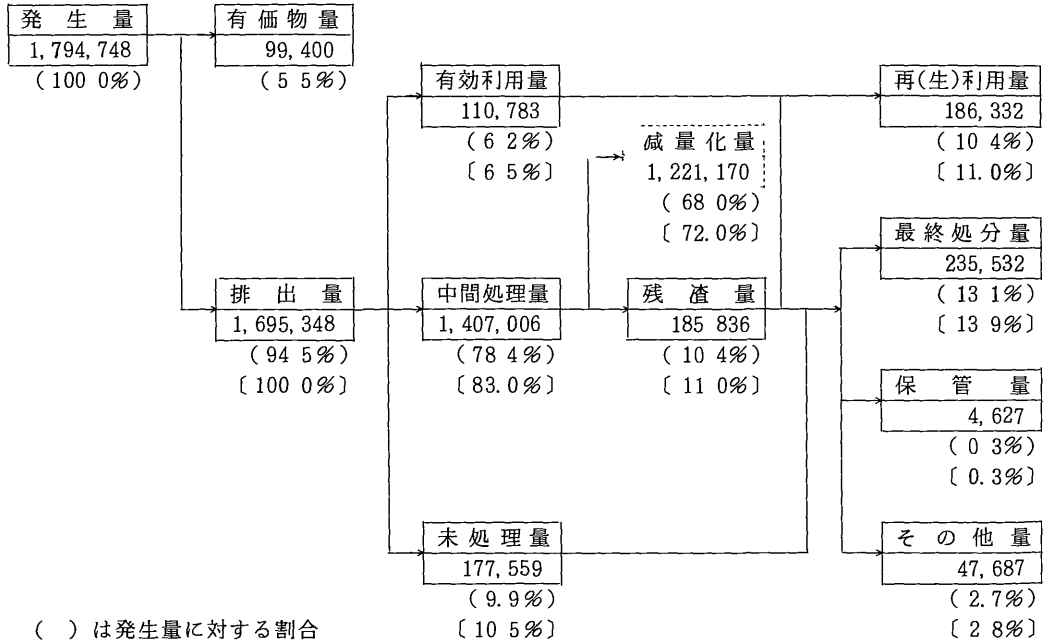 発生量
1,794,748
(100 0%)
有価物量
99,400
(5 5%)
有効利用量
110,783
(6 2%)
〔6 5%〕
減量化量
1,221,170
(68 0%)
〔72.0%〕
再(生)利用量
186,332
(10 4%)
〔11.0%〕
排出量
1,695,348
(94 5%)
〔100 0%〕
中間処理量
1,407,006
(78 4%)
〔83.0%〕
残渣量
185 836
(10 4%)
〔11 0%〕
最終処分量
235,532
(13 1%)
〔13 9%〕
保管量
4,627
(0 3%)
〔0.3%〕
未処理量
177,559
(9.9%)
〔10 5%〕
その他量
47,687
(2.7%)
〔2 8%〕
( )は発生量に対する割合